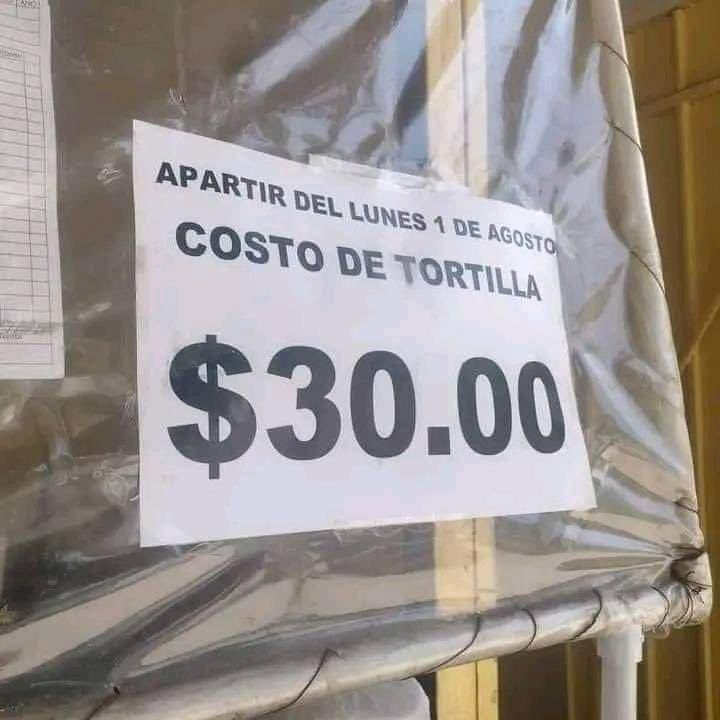 APARTIR DEL LUNES 1 DE AGOSTO
COSTO DE TORTILLA
$30.00